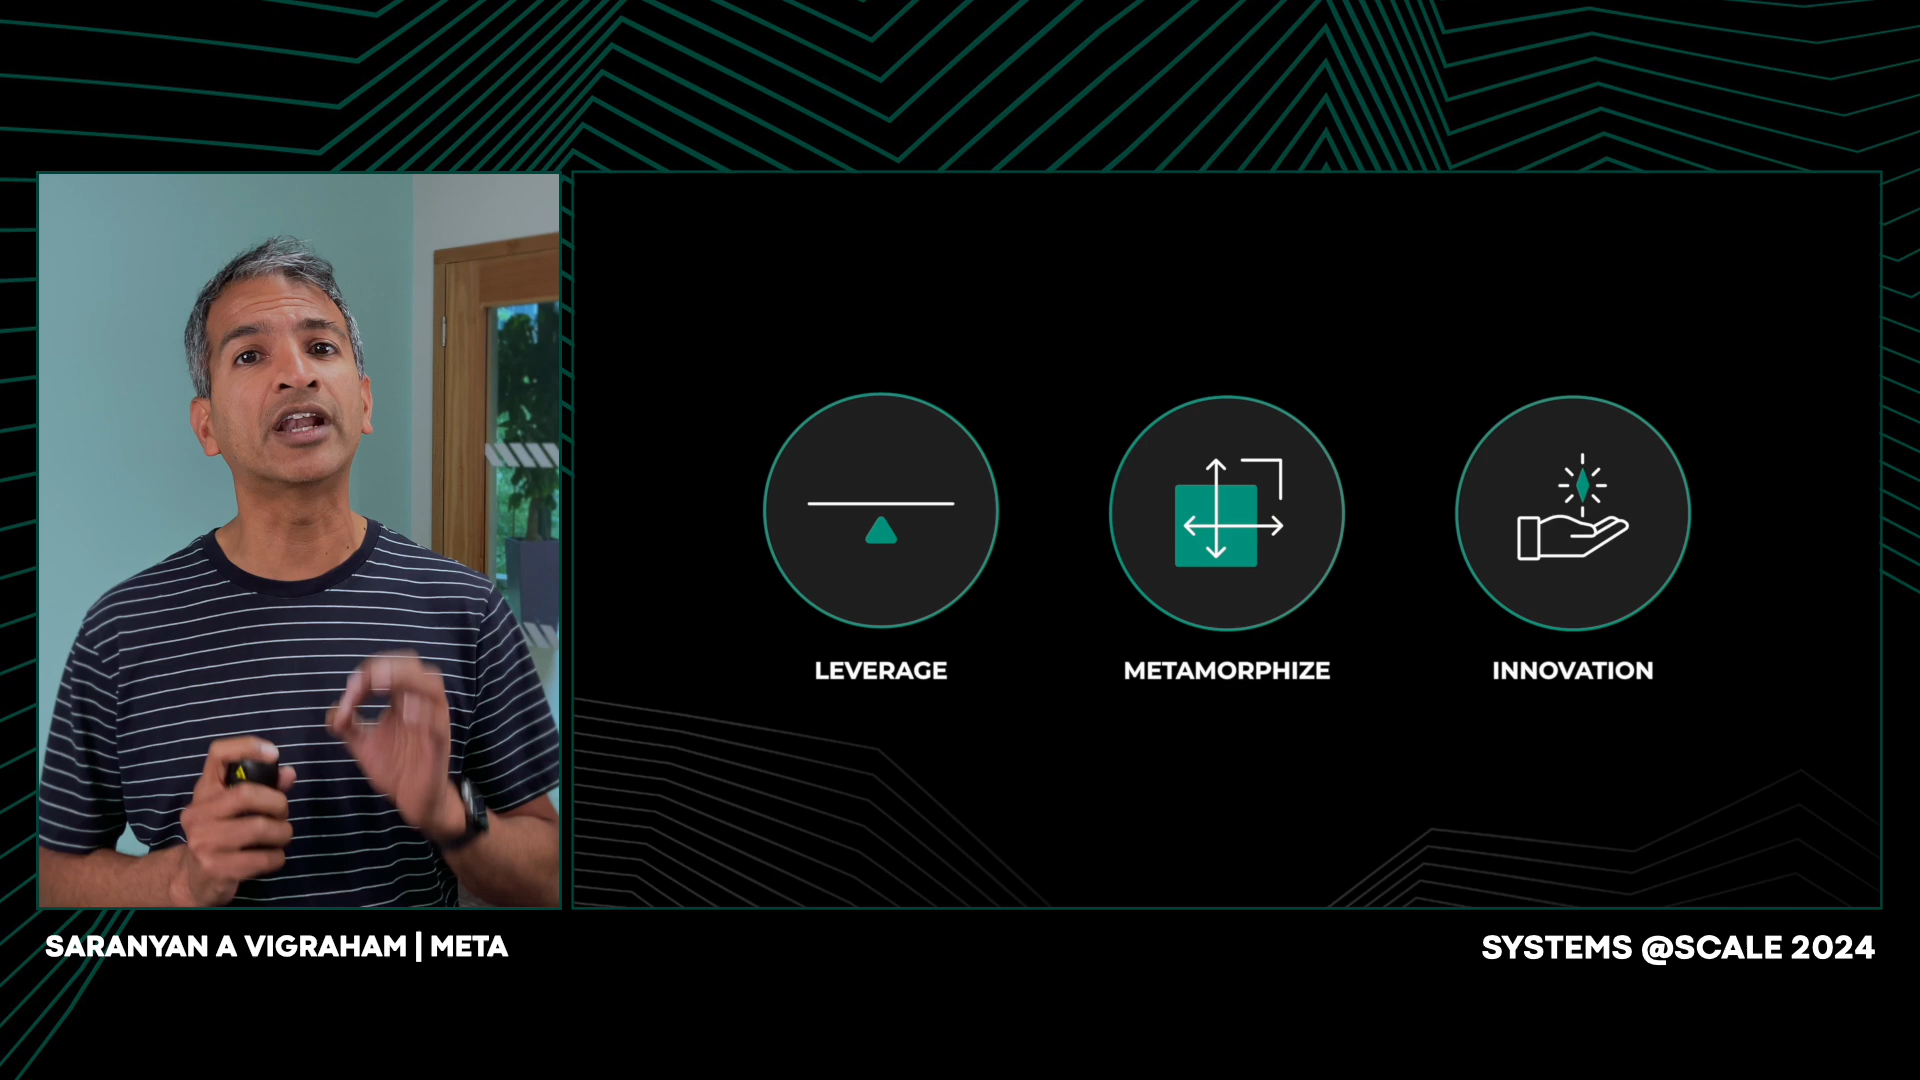 LEVERAGE
METAMORPHIZE
INNOVATION
SARANYAN A VIGRAHAM | META
SYSTEMS @SCALE 2024